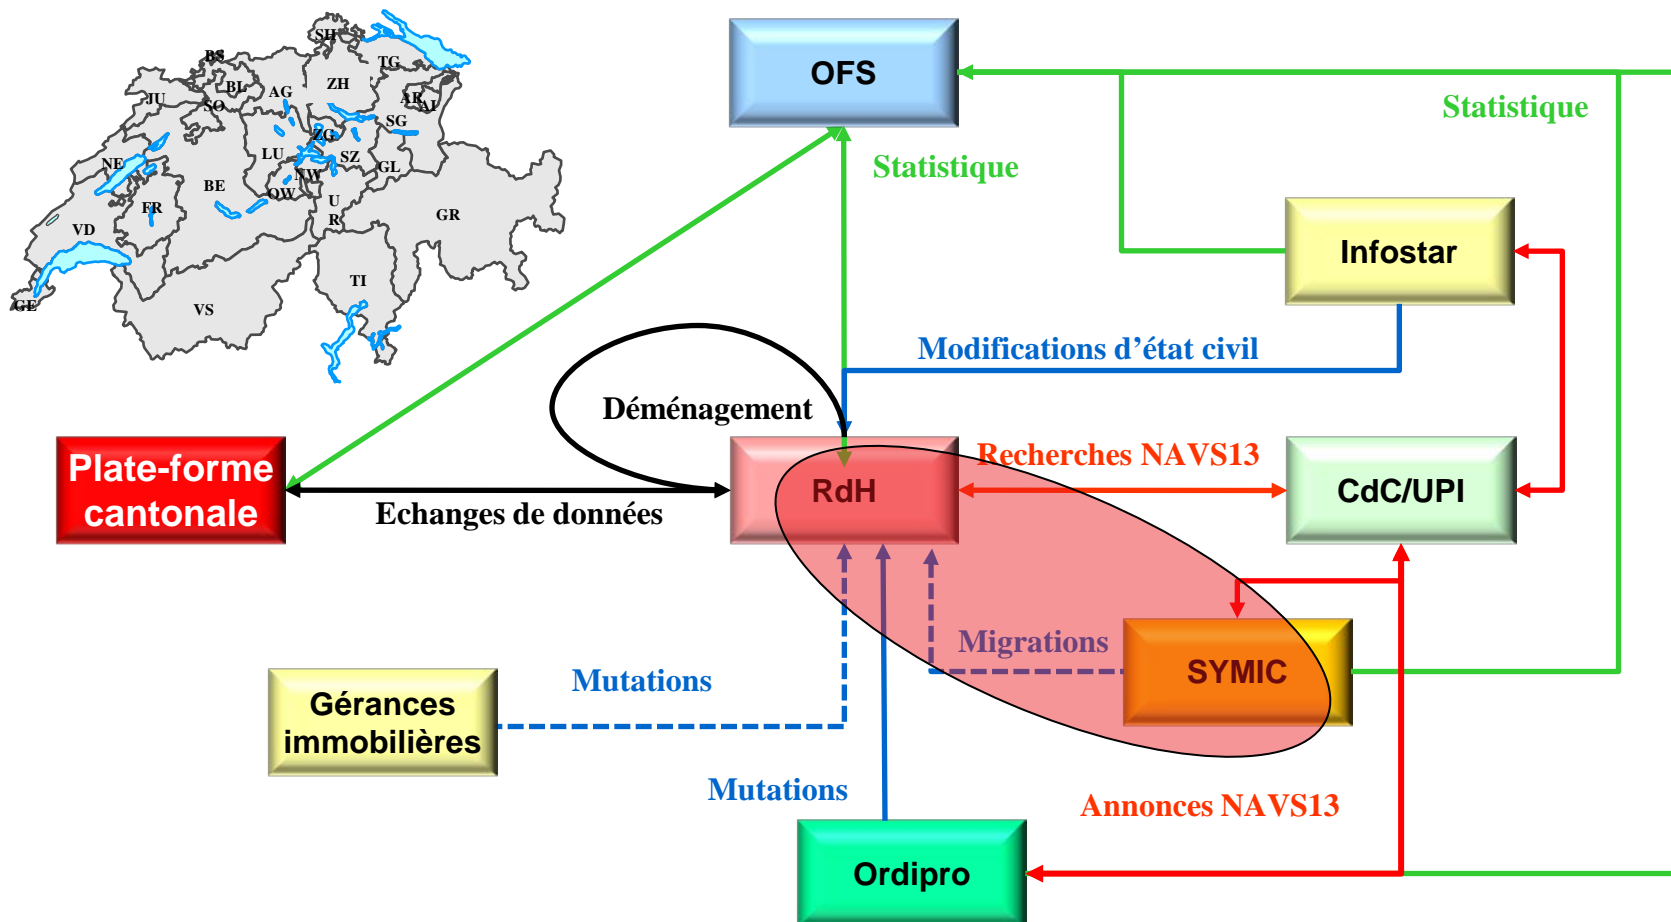 SH
BS
TG
BL
ZH
JU
AG
AR
AI
SO
SG
ZG
NE
LU
SZ
GL
NW
BE
OW
FR
U
R
GR
VD
TI
GE
VS
OFS
Statistique
Statistique
Infostar
Modifications d’état civil
Déménagement
Plate-forme
cantonale
Echanges de données
RdH
Recherches NAVS13
CdC/UPI
Migrations
SYMIC
Gérances
immobilières
Mutations
Mutations
Annonces NAVS13
Ordipro